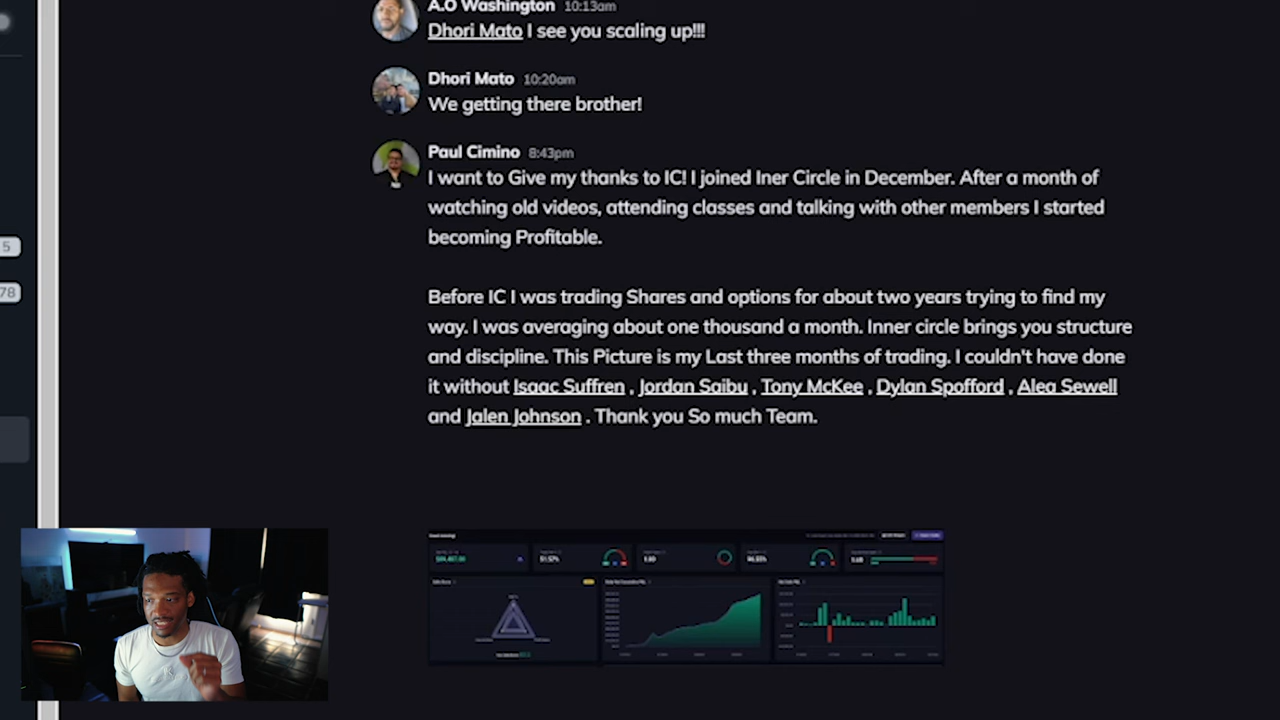 A.O Washington 10:13am
Dhori Mato I see you scaling up!!!
Dhori Mato 10:20am
We getting there brother!
Paul Cimino 8:43pm
I want to Give my thanks to IC! I joined Iner Circle in December. After a month of
watching old videos, attending classes and talking with other members I started
becoming Profitable.
Before IC I was trading Shares and options for about two years trying to find my
way. I was averaging about one thousand a month. Inner circle brings you structure
and discipline. This Picture is my Last three months of trading. I couldn't have done
it without Isaac Suffren , Jordan Saibu , Tony McKee , Dylan Spofford , Alea Sewell
and Jalen Johnson . Thank you So much Team.
5
78